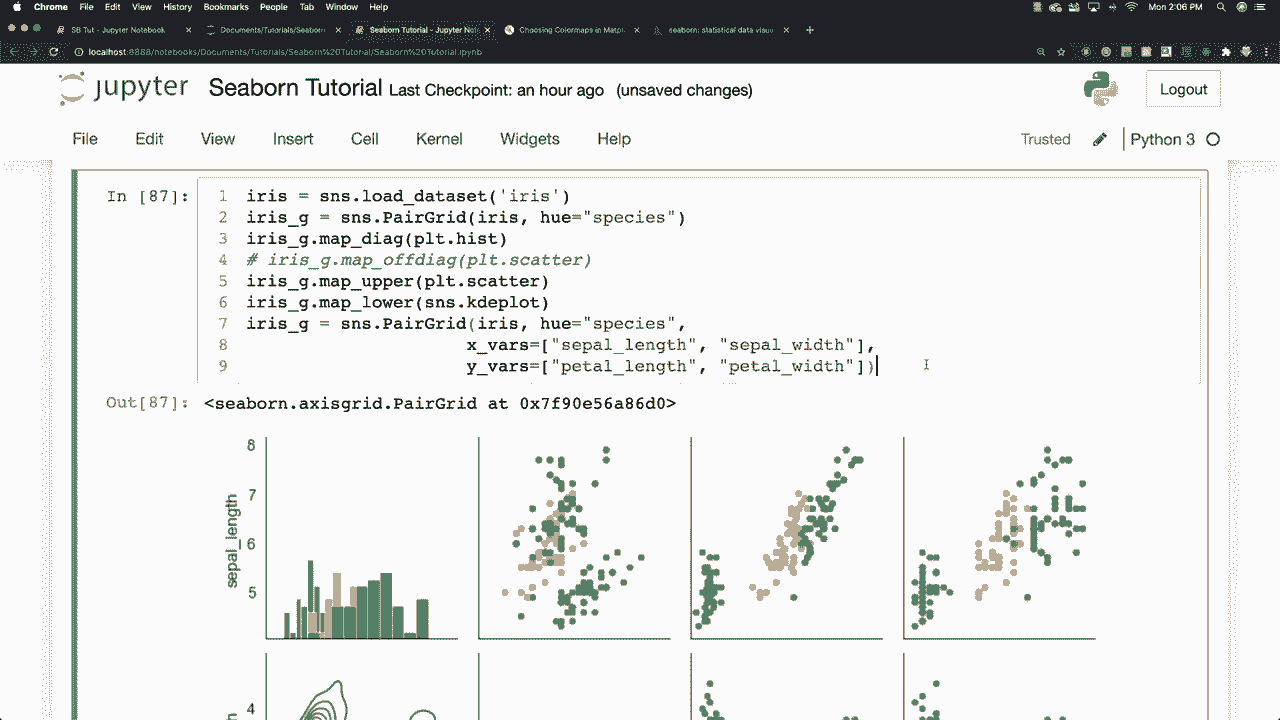 Chrome File Edit View History Bookmarks People Tab Window Help Mon 2:06 PM
SB Tut - Jupyter Notebook Documents/Tutorials/Seaborn Seaborn Tutorial - Jupyter Not Choosing Colormaps in Matpl seaborn: statistical data visua
localhost:8888/notebooks/Documents/Tutorials/Seaborn%20Tutorial/Seaborn%20Tutorial.ipynb
jupyter Seaborn Tutorial Last Checkpoint: an hour ago (unsaved changes) Logout
File Edit View Insert Cell Kernel Widgets Help Trusted Python 3
In [87]: 1 iris = sns.load_dataset('iris')
2 iris_g = sns.PairGrid(iris, hue="species")
3 iris_g.map_diag(plt.hist)
4 # iris_g.map_offdiag(plt.scatter)
5 iris_g.map_upper(plt.scatter)
6 iris_g.map_lower(sns.kdeplot)
7 iris_g = sns.PairGrid(iris, hue="species",
8 x_vars=["sepal_length", "sepal_width"],
9 y_vars=["petal_length", "petal_width"])
Out[87]: <seaborn.axisgrid.PairGrid at 0x7f90e56a86d0>
8
7
6
5
sepal_length
4